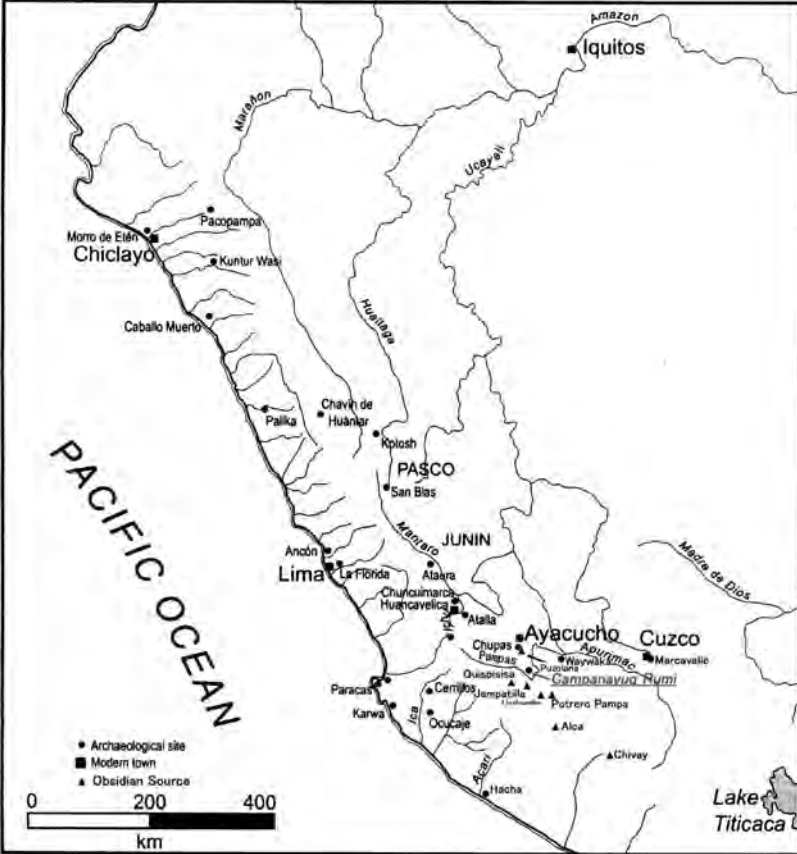 Amazon
Iquitos
Marañon
Ucayali
Huallaga
Pacopampa
Morro de Etén
Chiclayo
Kuntur Wasi
Caballo Muerto
Pallka
Chavín de
Huántar
Kotosh
PASCO
San Blas
PACIFIC OCEAN
Mantaro
JUNIN
Ancón
Lima
La Florida
Ataura
Madre de Dios
Chuncuimarca
Huancavelica
Atalla
Ayacucho
Cuzco
Chupas
Pampas
Apurimac
Waywaka
Marcavalle
Puzolana
Campanayuq Rumi
Quispisisa
Jampatilla
Potrero Pampa
Paracas
Cerrillos
Karwa
Ica
Ocucaje
Alca
Chivay
Acari
Hacha
Archaeological site
Modern town
Obsidian Source
0 200 400
km
Lake
Titicaca